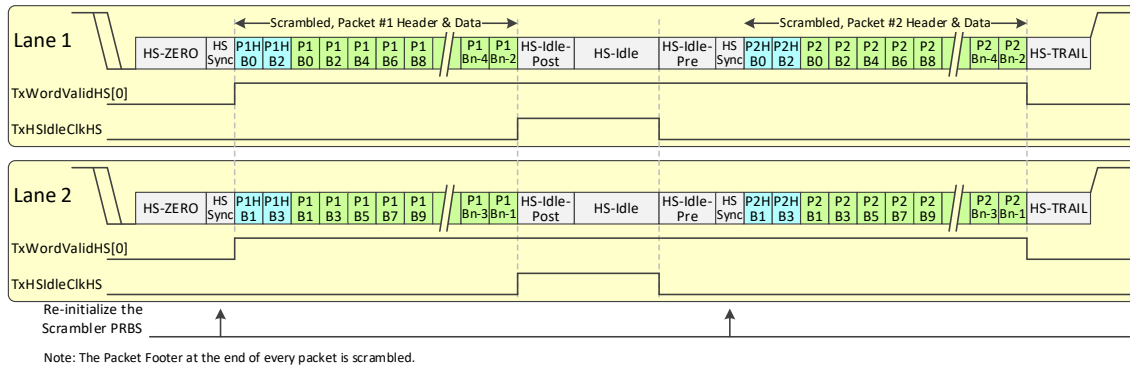 Scrambled, Packet #1 Header & Data Scrambled, Packet #2 Header & Data
Lane 1
HS-ZERO HS Sync P1H B0 P1H B2 P1 B0 P1 B2 P1 B4 P1 B6 P1 B8 P1 Bn-4 P1 Bn-2 HS-Idle-Post HS-Idle HS-Idle-Pre HS Sync P2H B0 P2H B2 P2 B0 P2 B2 P2 B4 P2 B6 P2 B8 P2 Bn-4 P2 Bn-2 HS-TRAIL
TxWordValidHS[0]
TxHSIdleClkHS
Lane 2
HS-ZERO HS Sync P1H B1 P1H B3 P1 B1 P1 B3 P1 B5 P1 B7 P1 B9 P1 Bn-3 P1 Bn-1 HS-Idle-Post HS-Idle HS-Idle-Pre HS Sync P2H B1 P2H B3 P2 B1 P2 B3 P2 B5 P2 B7 P2 B9 P2 Bn-3 P2 Bn-1 HS-TRAIL
TxWordValidHS[0]
TxHSIdleClkHS
Re-initialize the
Scrambler PRBS
Note: The Packet Footer at the end of every packet is scrambled.